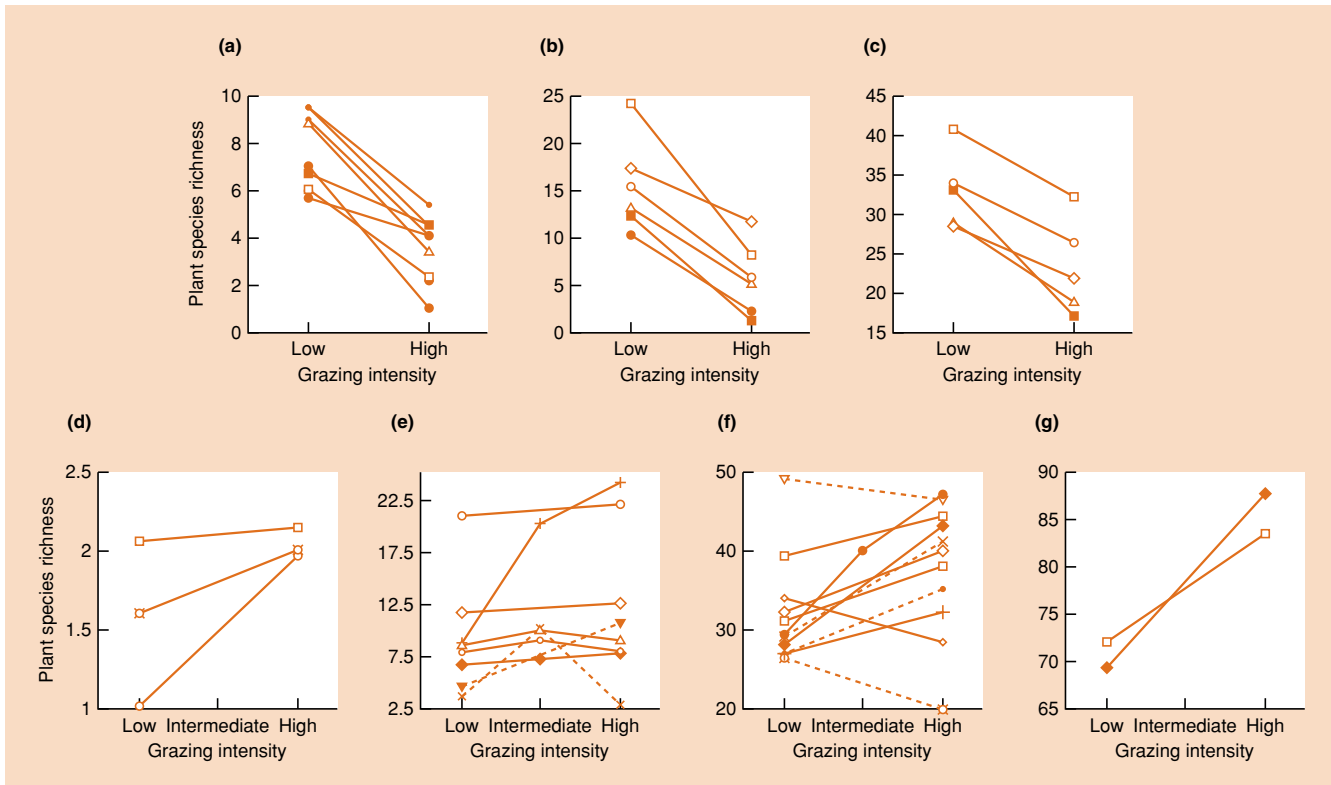 (a)
(b)
(c)
Plant species richness
10
8
6
4
2
0
Low High
Grazing intensity
25
20
15
10
5
0
Low High
Grazing intensity
45
40
35
30
25
20
15
Low High
Grazing intensity
(d)
(e)
(f)
(g)
Plant species richness
2.5
2
1.5
1
Low Intermediate High
Grazing intensity
22.5
17.5
12.5
7.5
2.5
Low Intermediate High
Grazing intensity
50
40
30
20
Low Intermediate High
Grazing intensity
90
85
80
75
70
65
Low Intermediate High
Grazing intensity